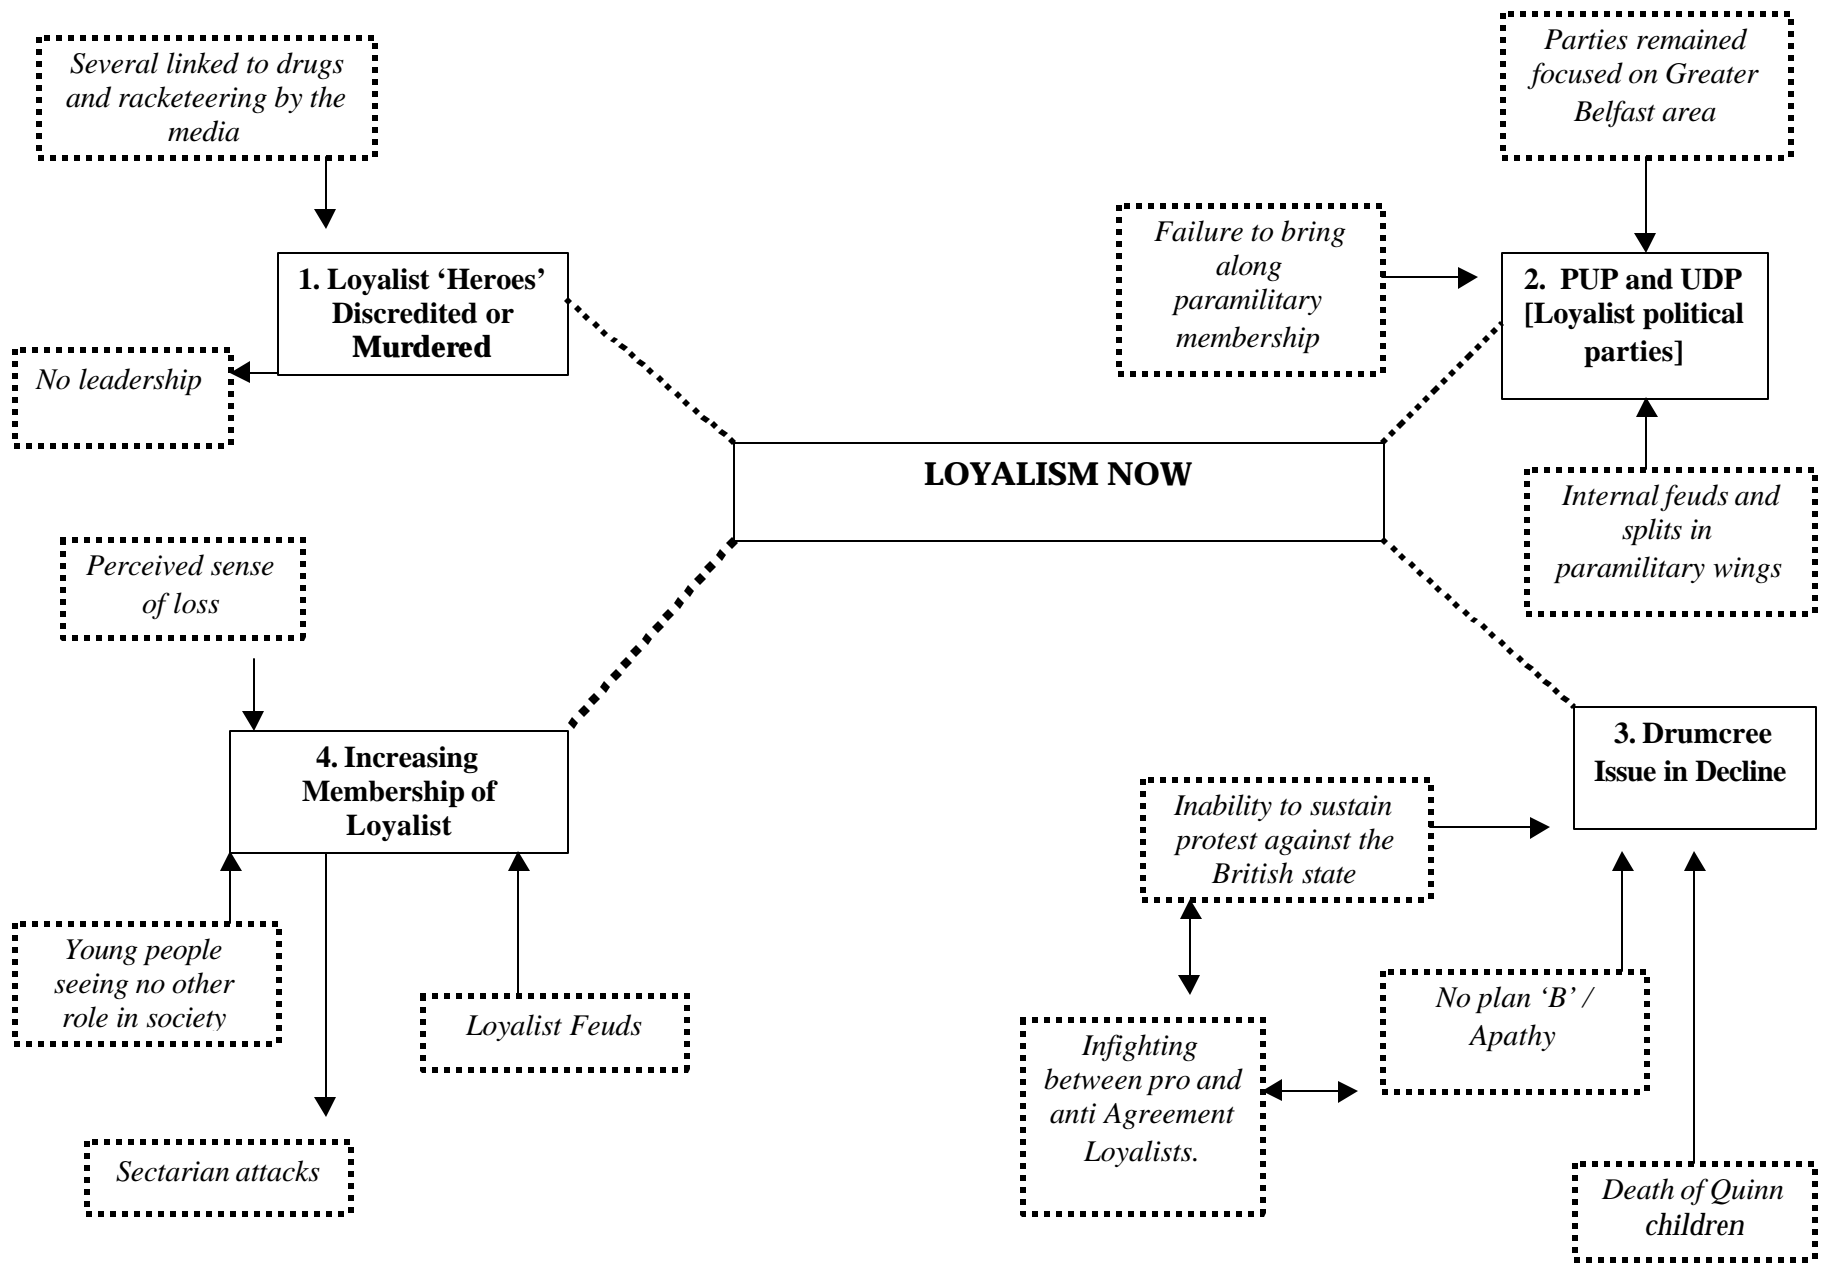 Several linked to drugs
and racketeering by the
media
1. Loyalist ‘Heroes’
Discredited or
Murdered
No leadership
Parties remained
focused on Greater
Belfast area
Failure to bring
along
paramilitary
membership
2. PUP and UDP
[Loyalist political
parties]
Internal feuds and
splits in
paramilitary wings
LOYALISM NOW
Perceived sense
of loss
4. Increasing
Membership of
Loyalist
Young people
seeing no other
role in society
Loyalist Feuds
Sectarian attacks
3. Drumcree
Issue in Decline
Inability to sustain
protest against the
British state
No plan ‘B’ /
Apathy
Infighting
between pro and
anti Agreement
Loyalists.
Death of Quinn
children